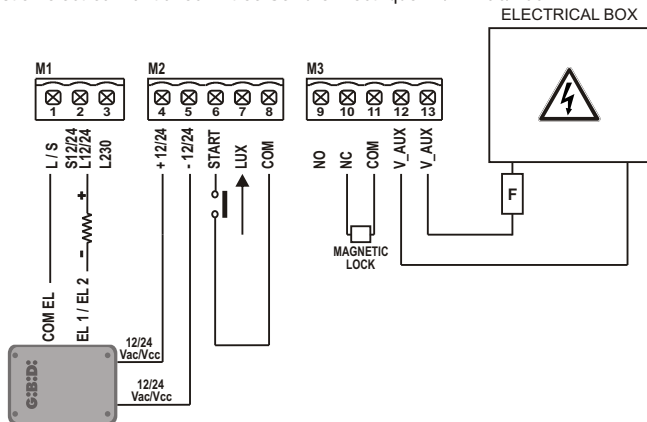 ELECTRICAL BOX
M1
M2
M3
1 2 3
4 5 6 7 8
9 10 11 12 13
L / S
S12/24
L12/24
L230
+ 12/24
- 12/24
START
LUX
COM
NO
NC
COM
V_AUX
V_AUX
F
+
-
MAGNETIC
LOCK
COM EL
EL 1 / EL 2
12/24
Vac/Vcc
12/24
Vac/Vcc
GiBiDi